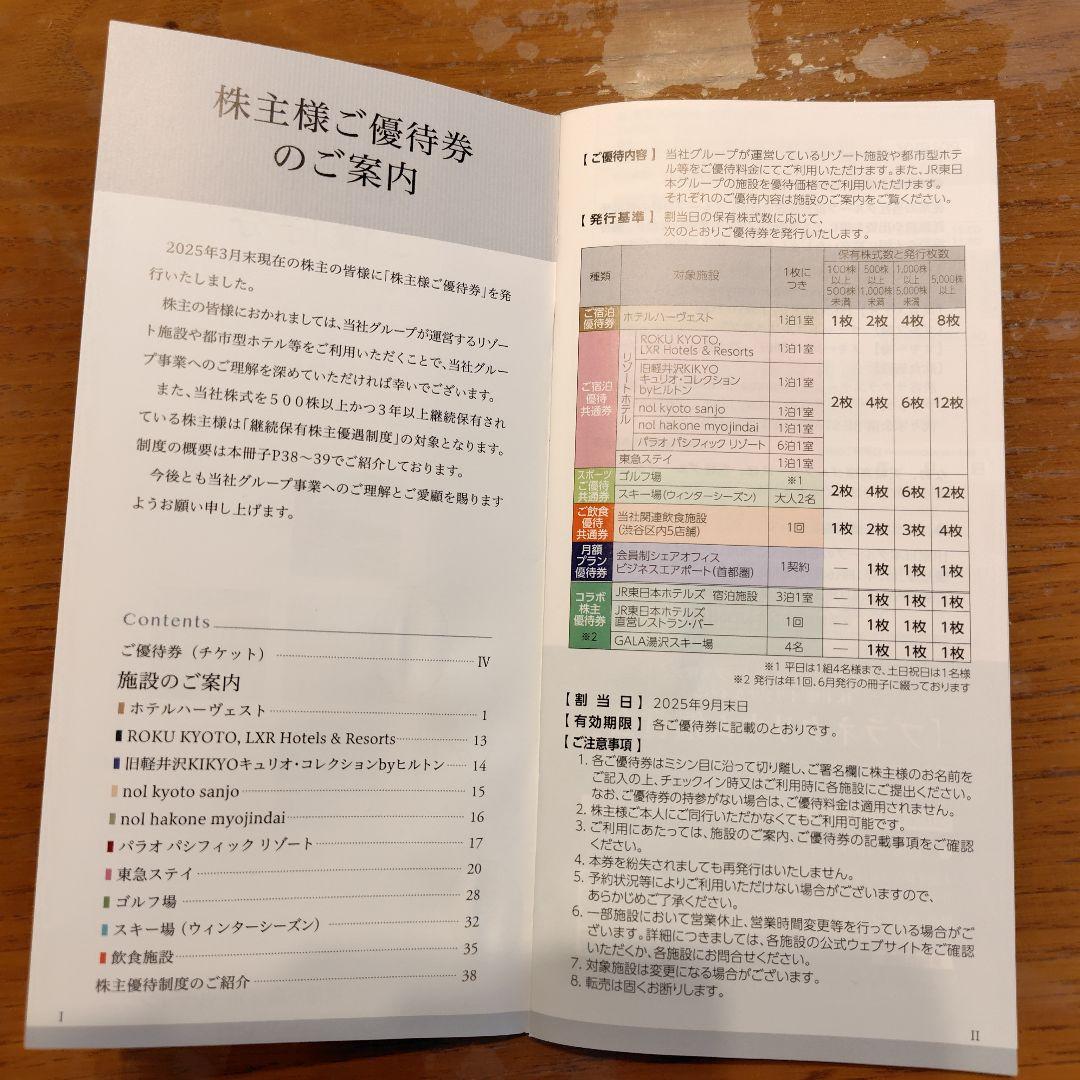 株主様ご優待券
のご案内
2025年3月末現在の株主の皆様に「株主様ご優待券」を発
行いたしました。
株主の皆様におかれましては、当社グループが運営するリゾー
ト施設や都市型ホテル等をご利用いただくことで、当社グルー
プ事業へのご理解を深めていただければ幸いでございます。
また、当社株式を500株以上かつ3年以上継続保有され
ている株主様は「継続保有株主優遇制度」の対象となります。
制度の概要は本冊子P38〜39でご紹介しております。
今後とも当社グループ事業へのご理解とご愛顧を賜ります
ようお願い申し上げます。
Contents
ご優待券(チケット) IV
施設のご案内
ホテルハーヴェスト 1
ROKU KYOTO, LXR Hotels & Resorts 13
旧軽井沢KIKYOキュリオ・コレクションbyヒルトン 14
nol kyoto sanjo 15
nol hakone myojindai 16
パラオ パシフィック リゾート 17
東急ステイ 20
ゴルフ場 28
スキー場(ウィンターシーズン) 32
飲食施設 35
株主優待制度のご紹介 38
I
【ご優待内容】 当社グループが運営しているリゾート施設や都市型ホテ
ル等をご優待料金にてご利用いただけます。また、JR東日
本グループの施設を優待価格でご利用いただけます。
それぞれのご優待内容は施設のご案内をご覧ください。
【発行基準】 割当日の保有株式数に応じて、
次のとおりご優待券を発行いたします。
種類 対象施設 1枚につき 保有株式数と発行枚数
100株以上500株未満 500株以上1,000株未満 1,000株以上5,000株未満 5,000株以上
ご宿泊優待券 ホテルハーヴェスト 1泊1室 1枚 2枚 4枚 8枚
ご宿泊優待共通券 リゾートホテル ROKU KYOTO, LXR Hotels & Resorts 1泊1室
旧軽井沢KIKYO キュリオ・コレクション byヒルトン 1泊1室
2枚 4枚 6枚 12枚
nol kyoto sanjo 1泊1室
nol hakone myojindai 1泊1室
パラオ パシフィック リゾート 6泊1室
東急ステイ 1泊1室
スポーツご優待共通券 ゴルフ場 ※1
スキー場(ウィンターシーズン) 大人2名 2枚 4枚 6枚 12枚
ご飲食優待共通券 当社関連飲食施設(渋谷区内5店舗) 1回 1枚 2枚 3枚 4枚
月額プラン優待券 会員制シェアオフィス ビジネスエアポート(首都圏) 1契約 — 1枚 1枚 1枚
コラボ株主優待券 ※2 JR東日本ホテルズ 宿泊施設 3泊1室 — 1枚 1枚 1枚
JR東日本ホテルズ 直営レストラン・バー 1回 — 1枚 1枚 1枚
GALA湯沢スキー場 4名 — 1枚 1枚 1枚
※1 平日は1組4名様まで、土日祝日は1名様
※2 発行は年1回、6月発行の冊子に綴っております
【割当日】 2025年9月末日
【有効期限】 各ご優待券に記載のとおりです。
【ご注意事項】
1. 各ご優待券はミシン目に沿って切り離し、ご署名欄に株主様のお名前を
ご記入の上、チェックイン時又はご利用時に各施設にご提出ください。
なお、ご優待券の持参がない場合は、ご優待料金は適用されません。
2. 株主様ご本人にご同行いただかなくてもご利用可能です。
3. ご利用にあたっては、施設のご案内、ご優待券の記載事項をご確認
ください。
4. 本券を紛失されましても再発行はいたしません。
5. 予約状況等によりご利用いただけない場合がございますので、
あらかじめご了承ください。
6. 一部施設において営業休止、営業時間変更等を行っている場合がご
ざいます。詳細につきましては、各施設の公式ウェブサイトをご確認
いただくか、各施設にお問合せください。
7. 対象施設は変更になる場合がございます。
8. 転売は固くお断りします。
II